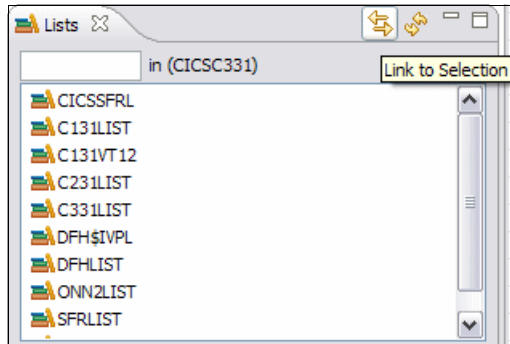 Lists
in (CICSC331)
Link to Selection
CICSSFRL
C131LIST
C131VT12
C231LIST
C331LIST
DFH$IVPL
DFHLIST
ONN2LIST
SFRLIST